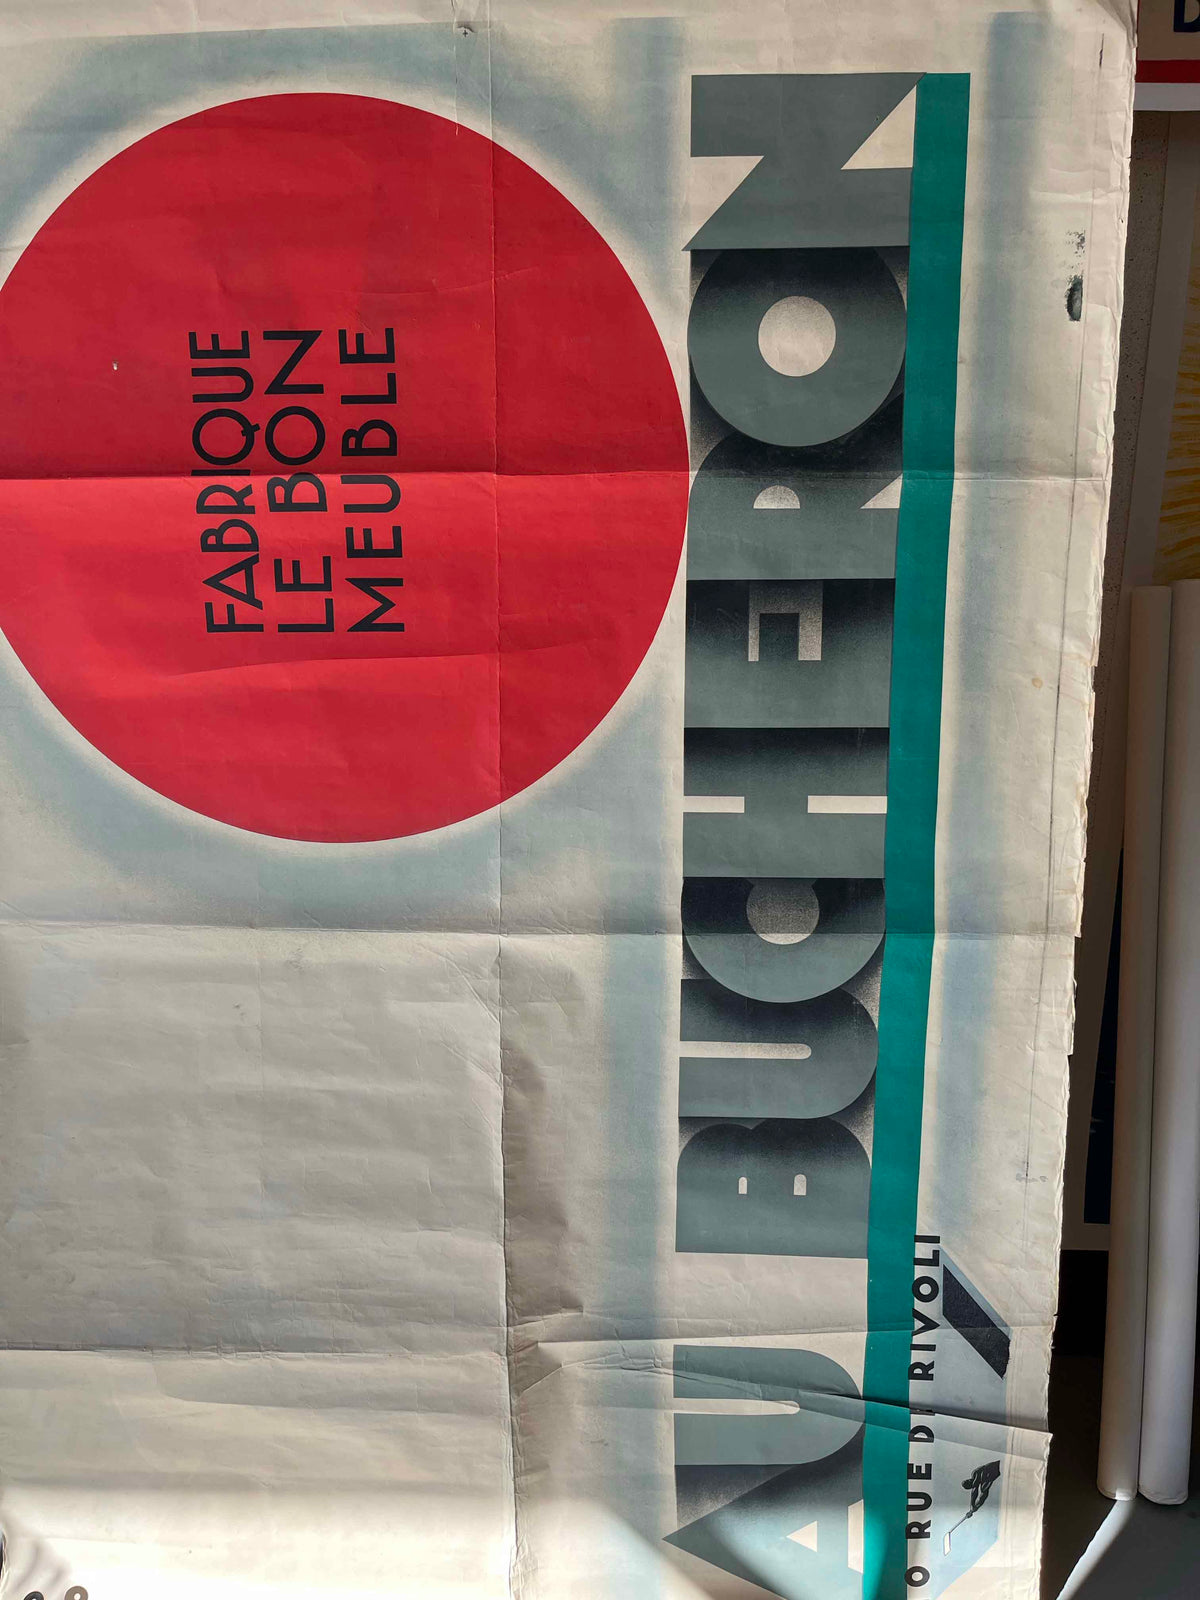 FABRIQUE
LE BON
MEUBLE
AU BUCHERON
RUE DE RIVOLI